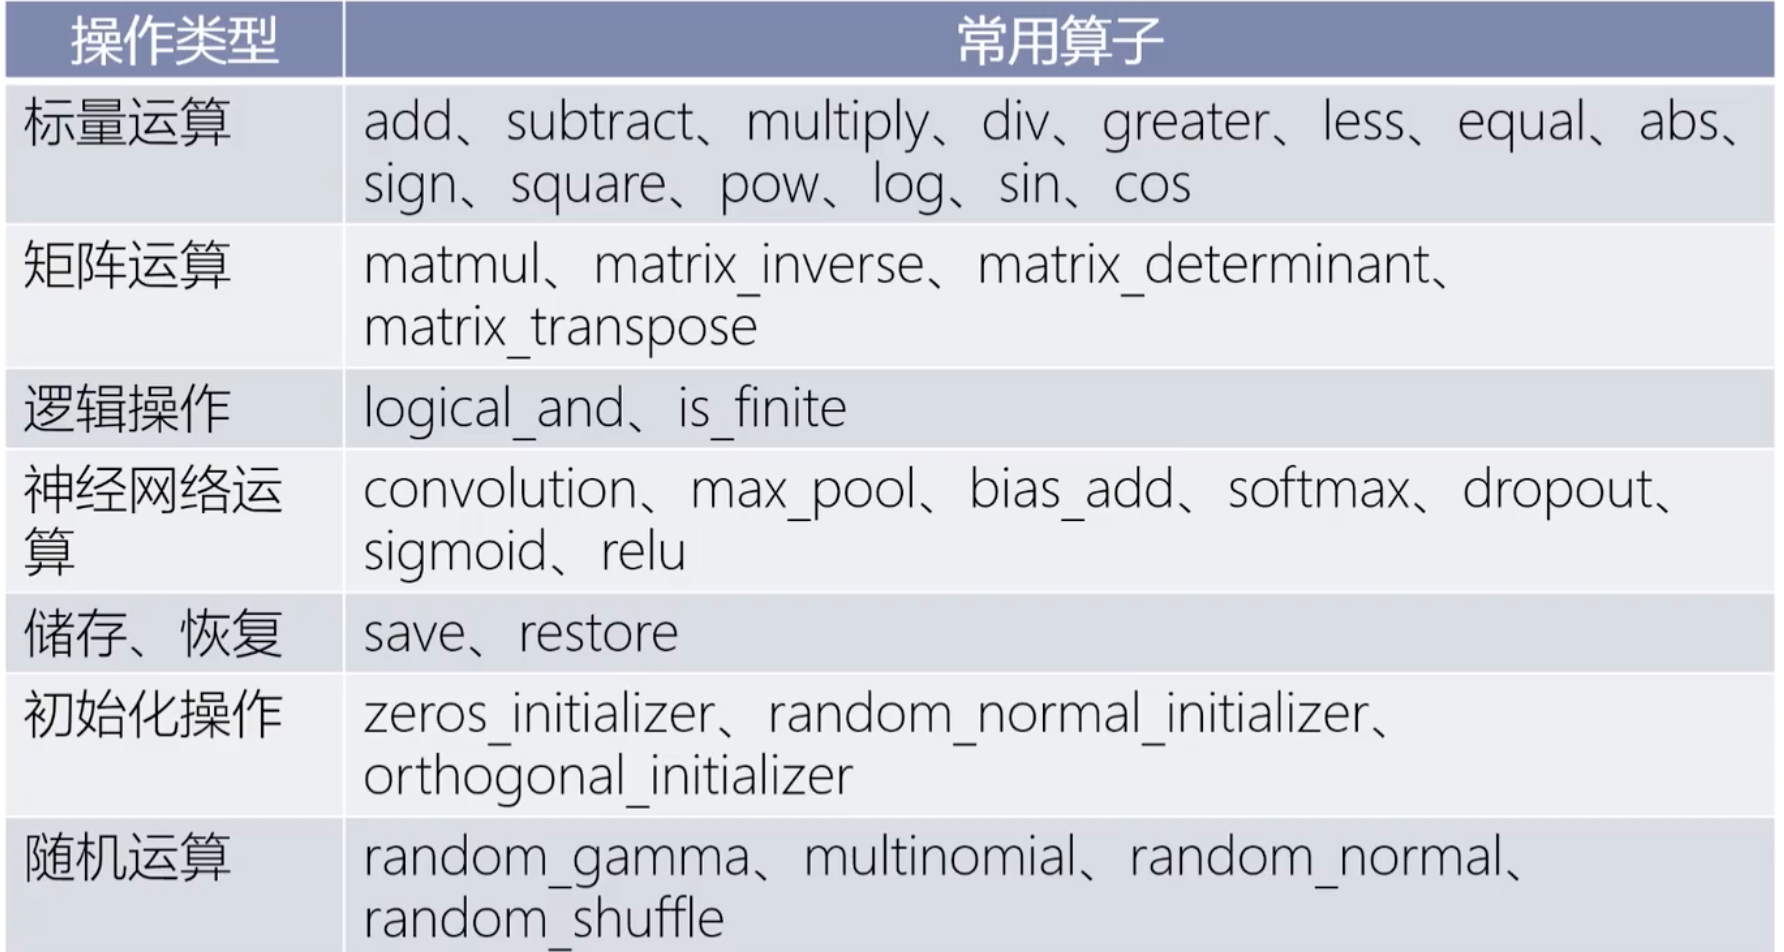 操作类型 常用算子
标量运算 add、subtract、multiply、div、greater、less、equal、abs、
sign、square、pow、log、sin、cos
矩阵运算 matmul、matrix_inverse、matrix_determinant、
matrix_transpose
逻辑操作 logical_and、is_finite
神经网络运 convolution、max_pool、bias_add、softmax、dropout、
算 sigmoid、relu
储存、恢复 save、restore
初始化操作 zeros_initializer、random_normal_initializer、
orthogonal_initializer
随机运算 random_gamma、multinomial、random_normal、
random_shuffle